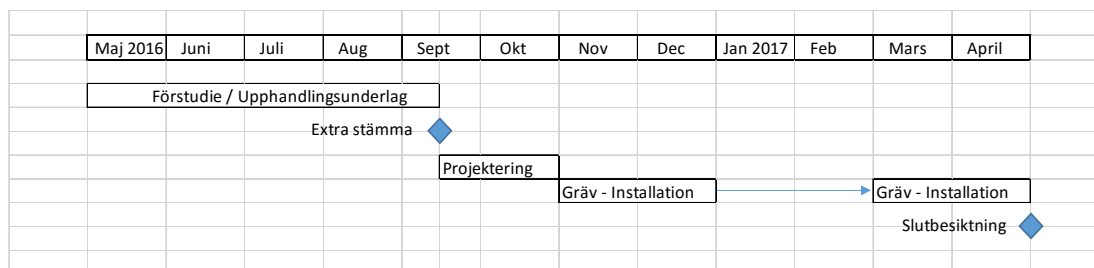 Maj 2016 Juni Juli Aug Sept Okt Nov Dec Jan 2017 Feb Mars April
Förstudie / Upphandlingsunderlag
Extra stämma
Projektering
Gräv - Installation Gräv - Installation
Slutbesiktning